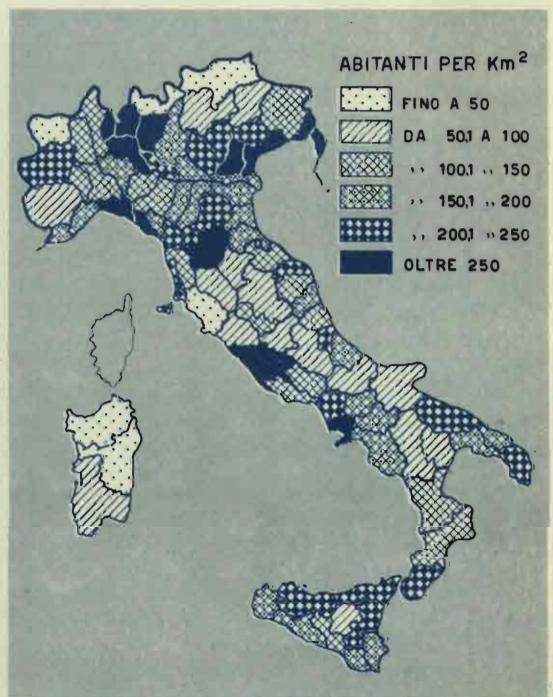 ABITANTI PER Km²
FINO A 50
DA 50,1 A 100
,, 100,1 ,, 150
,, 150,1 ,, 200
,, 200,1 ,, 250
OLTRE 250